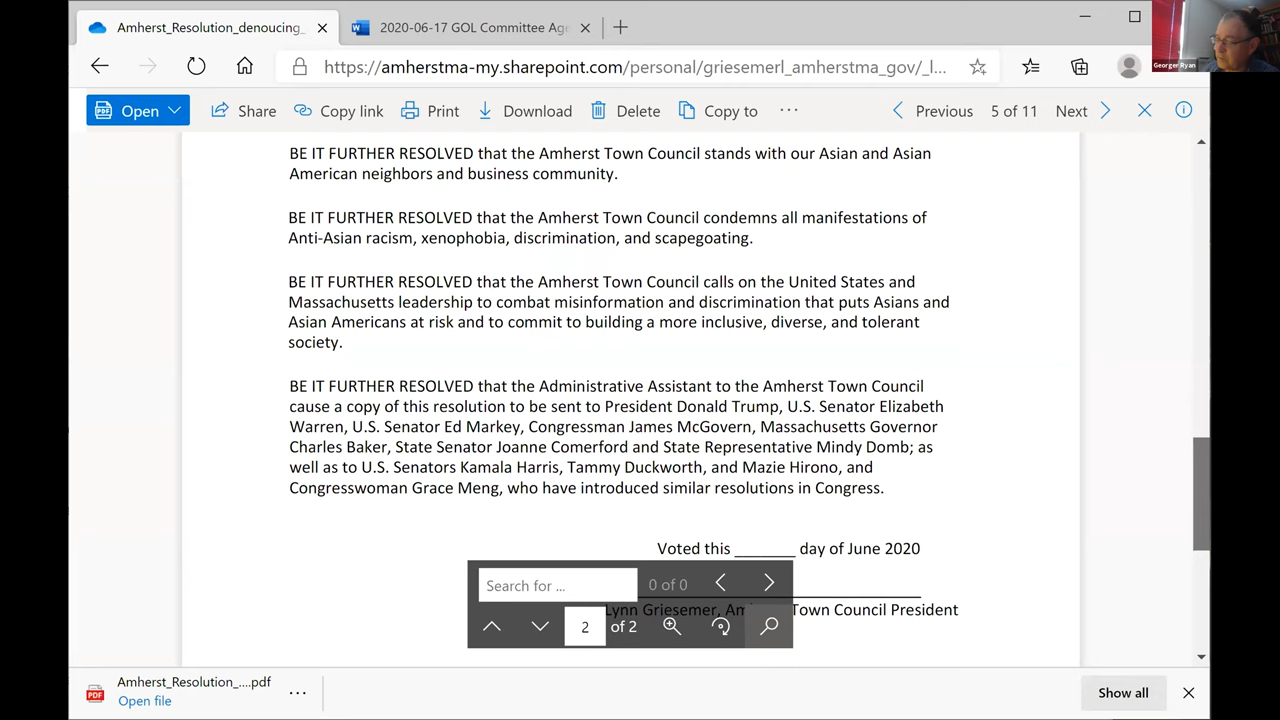 Amherst_Resolution_denoucing_
2020-06-17 GOL Committee Age
https://amherstmamy.sharepoint.com/personal/griesemerl_amherstma_gov/_l...
Georger Ryan
Open
Share
Copy link
Print
Download
Delete
Copy to
Previous
5 of 11
Next
BE IT FURTHER RESOLVED that the Amherst Town Council stands with our Asian and Asian
American neighbors and business community.
BE IT FURTHER RESOLVED that the Amherst Town Council condemns all manifestations of
Anti-Asian racism, xenophobia, discrimination, and scapegoating.
BE IT FURTHER RESOLVED that the Amherst Town Council calls on the United States and
Massachusetts leadership to combat misinformation and discrimination that puts Asians and
Asian Americans at risk and to commit to building a more inclusive, diverse, and tolerant
society.
BE IT FURTHER RESOLVED that the Administrative Assistant to the Amherst Town Council
cause a copy of this resolution to be sent to President Donald Trump, U.S. Senator Elizabeth
Warren, U.S. Senator Ed Markey, Congressman James McGovern, Massachusetts Governor
Charles Baker, State Senator Joanne Comerford and State Representative Mindy Domb; as
well as to U.S. Senators Kamala Harris, Tammy Duckworth, and Mazie Hirono, and
Congresswoman Grace Meng, who have introduced similar resolutions in Congress.
Voted this _______ day of June 2020
Search for ...
0 of 0
Lynn Griesemer, Am Town Council President
2
of 2
Amherst_Resolution_....pdf
Open file
Show all